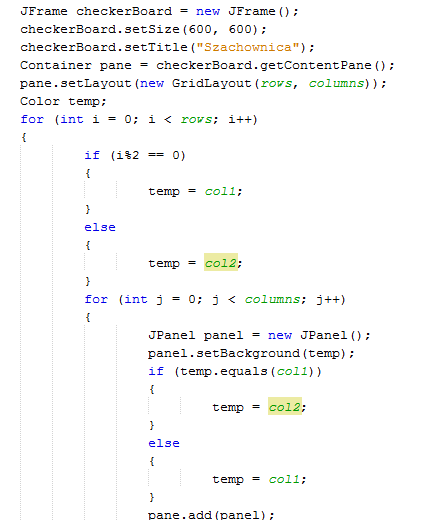 JFrame checkerBoard = new JFrame();
checkerBoard.setSize(600, 600);
checkerBoard.setTitle("Szachownica");
Container pane = checkerBoard.getContentPane();
pane.setLayout(new GridLayout(rows, columns));
Color temp;
for (int i = 0; i < rows; i++)
{
if (i%2 == 0)
{
temp = col1;
}
else
{
temp = col2;
}
for (int j = 0; j < columns; j++)
{
JPanel panel = new JPanel();
panel.setBackground(temp);
if (temp.equals(col1))
{
temp = col2;
}
else
{
temp = col1;
}
pane.add(panel);